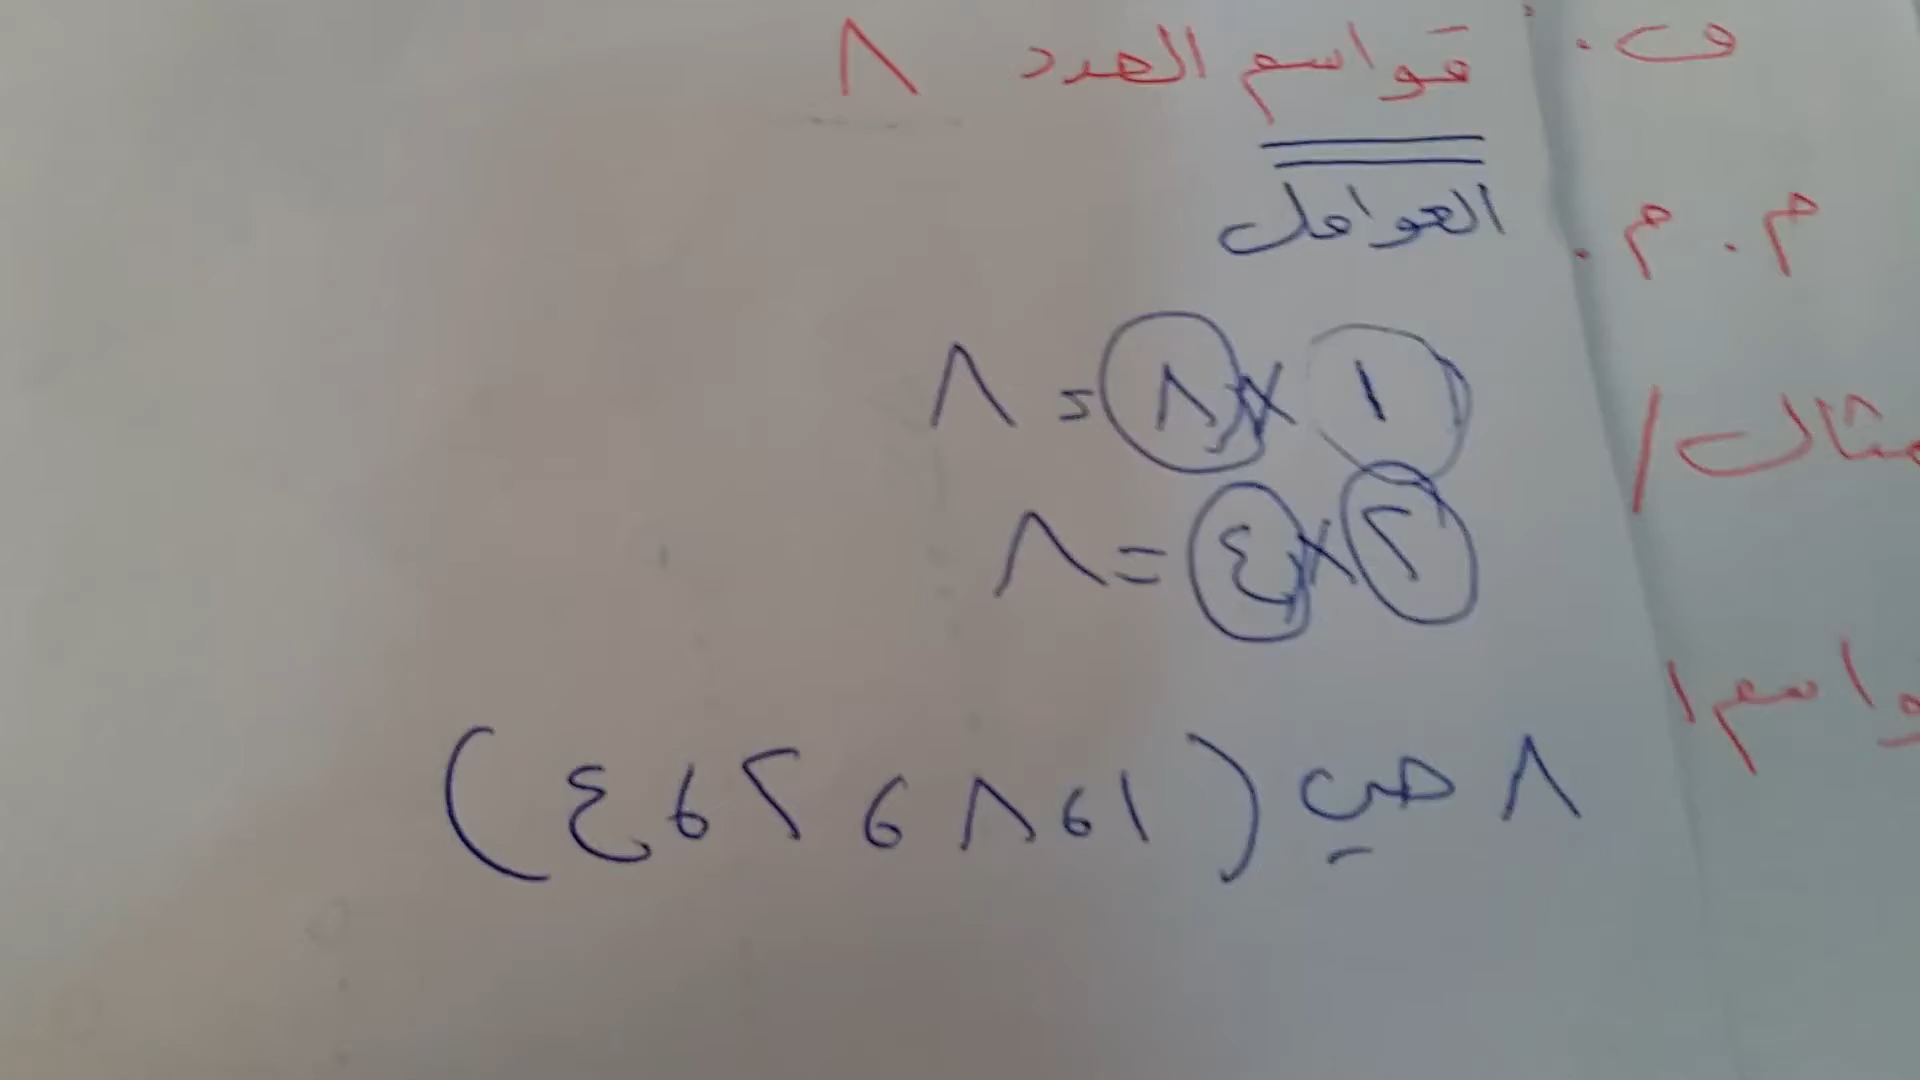 ف. قواسم العدد ٨
م. م. العوامل
مثال /
١ × ٨ = ٨
٢ × ٤ = ٨
٨ هي (١ و ٨ و ٢ و ٤)